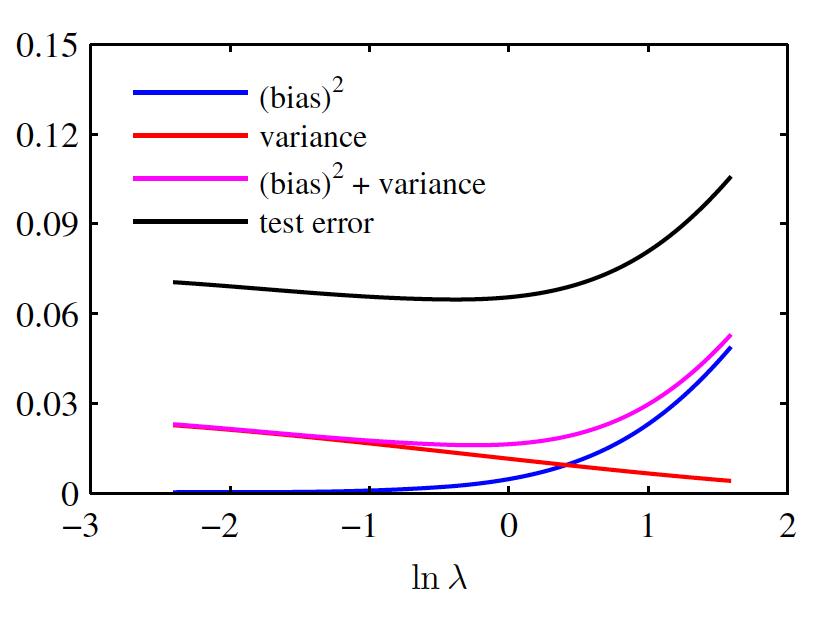 0.15
(bias)²
variance
0.12
(bias)² + variance
test error
0.09
0.06
0.03
0
−3 −2 −1 0 1 2
ln λ